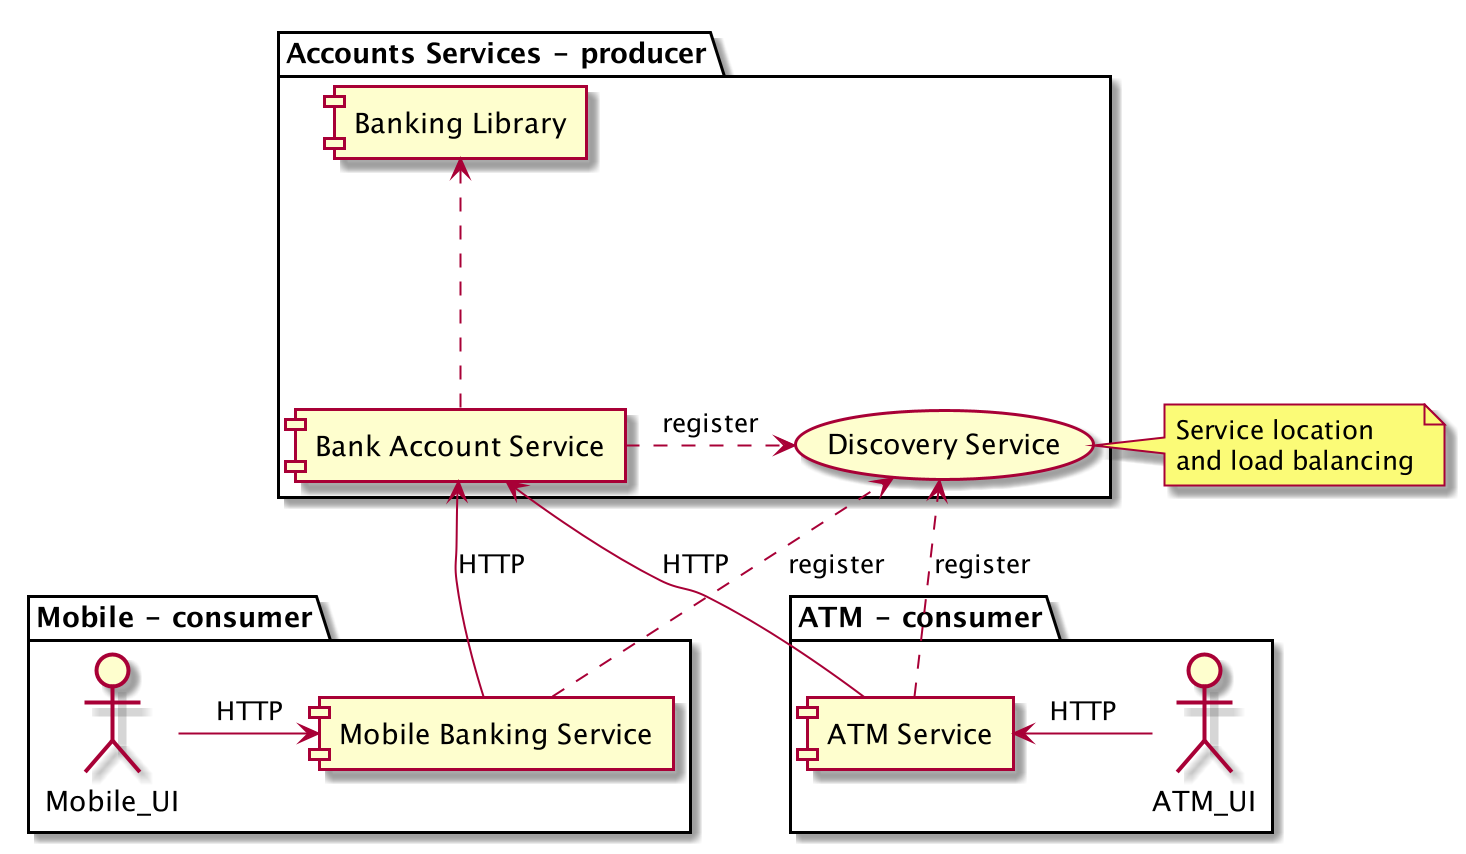 Accounts Services - producer
Banking Library
Bank Account Service
register
Discovery Service
Service location
and load balancing
HTTP
HTTP
register
register
Mobile - consumer
ATM - consumer
HTTP
Mobile Banking Service
Mobile_UI
ATM Service
HTTP
ATM_UI